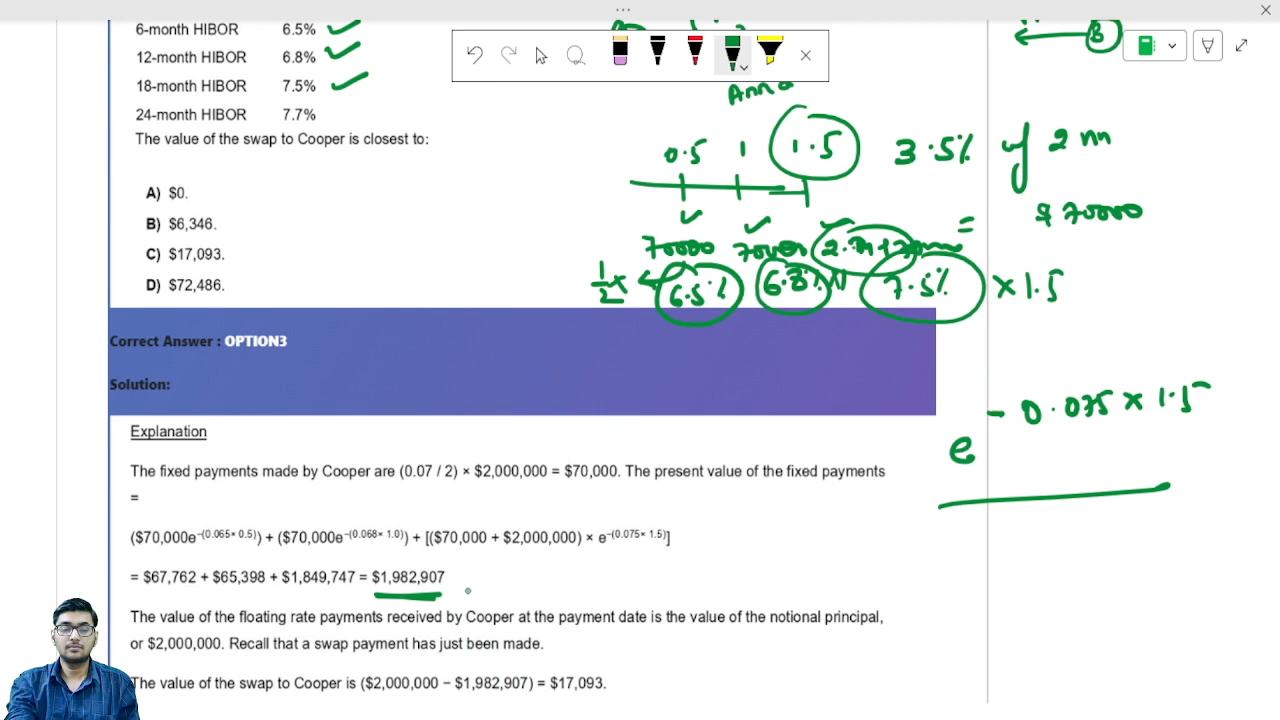 6-month HIBOR 6.5%
12-month HIBOR 6.8%
18-month HIBOR 7.5%
24-month HIBOR 7.7%
The value of the swap to Cooper is closest to:
A) $0.
B) $6,346.
C) $17,093.
D) $72,486.
B
0.5 1 1.5 3.5% of 2 mn
= $ 70000
70000 70000
1/2 x 6.5% 6.8% 7.5% x 1.5
Correct Answer : OPTION3
Solution:
e - 0.075 x 1.5
Explanation
The fixed payments made by Cooper are (0.07 / 2) × $2,000,000 = $70,000. The present value of the fixed payments
=
($70,000e−(0.065× 0.5)) + ($70,000e−(0.068× 1.0)) + [($70,000 + $2,000,000) × e−(0.075× 1.5)]
= $67,762 + $65,398 + $1,849,747 = $1,982,907
The value of the floating rate payments received by Cooper at the payment date is the value of the notional principal,
or $2,000,000. Recall that a swap payment has just been made.
The value of the swap to Cooper is ($2,000,000 − $1,982,907) = $17,093.